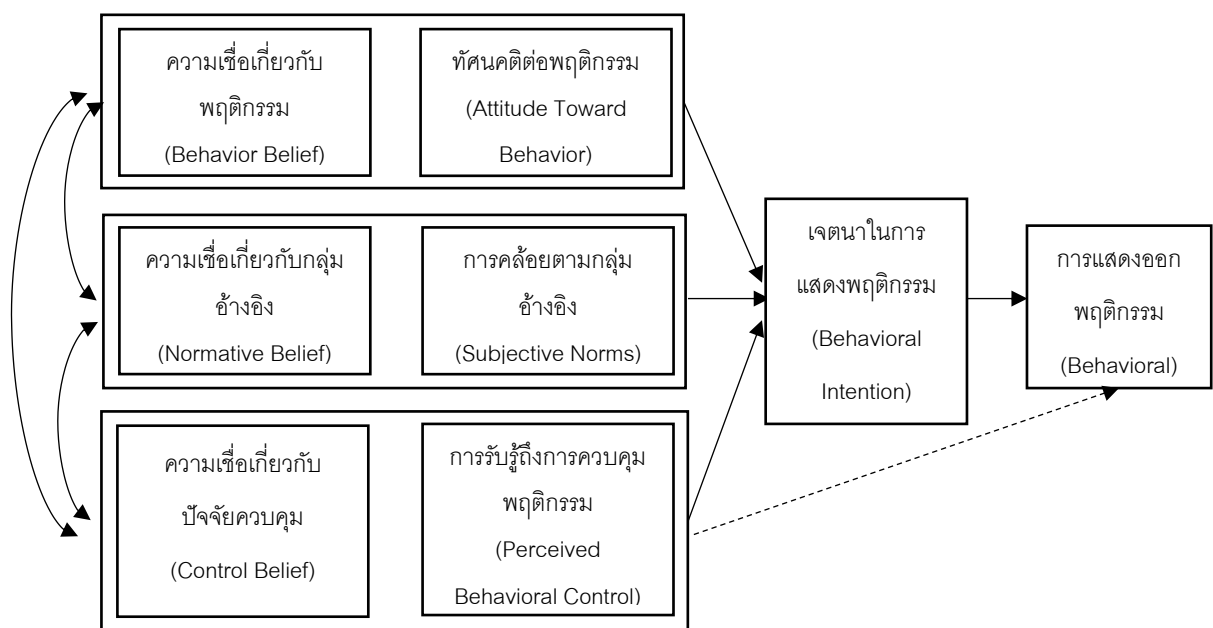 ความเชื่อเกี่ยวกับ
พฤติกรรม
(Behavior Belief)
ทัศนคติต่อพฤติกรรม
(Attitude Toward
Behavior)
ความเชื่อเกี่ยวกับกลุ่ม
อ้างอิง
(Normative Belief)
การคล้อยตามกลุ่ม
อ้างอิง
(Subjective Norms)
ความเชื่อเกี่ยวกับ
ปัจจัยควบคุม
(Control Belief)
การรับรู้ถึงการควบคุม
พฤติกรรม
(Perceived
Behavioral Control)
เจตนาในการ
แสดงพฤติกรรม
(Behavioral
Intention)
การแสดงออก
พฤติกรรม
(Behavioral)